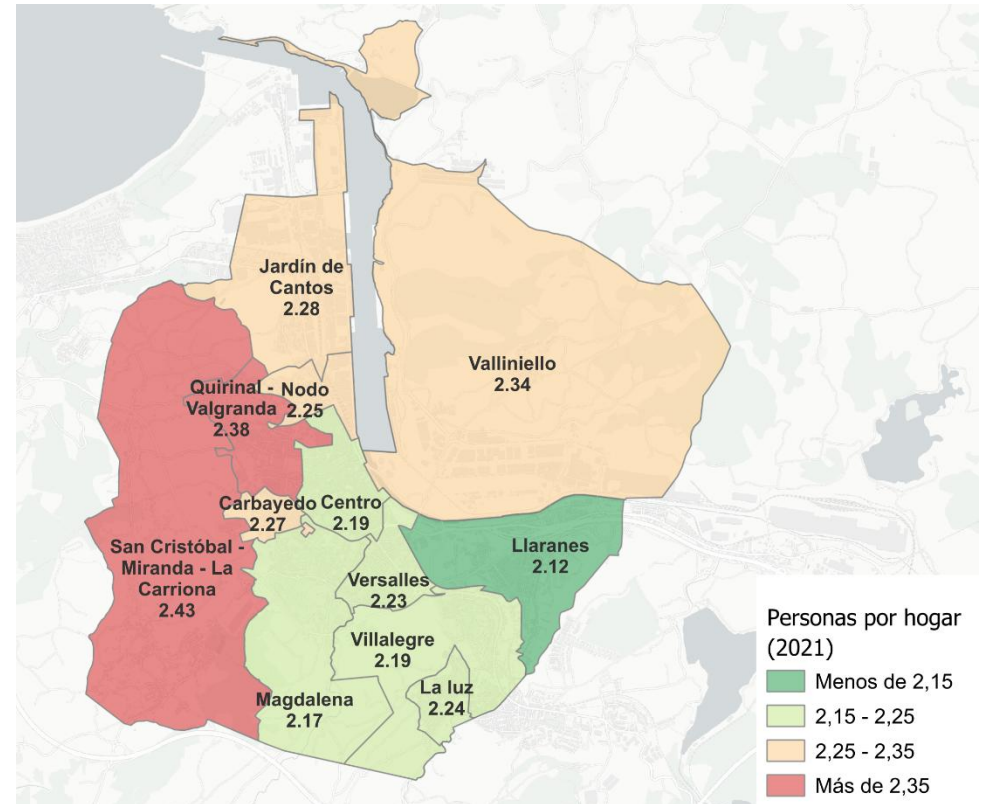 Jardín de
Cantos
2.28
Valliniello
2.34
Quirinal -
Valgranda
2.38
Nodo
2.25
Carbayedo
2.27
Centro
2.19
Llaranes
2.12
San Cristóbal -
Miranda - La
Carriona
2.43
Versalles
2.23
Villalegre
2.19
La luz
2.24
Magdalena
2.17
Personas por hogar
(2021)
Menos de 2,15
2,15 - 2,25
2,25 - 2,35
Más de 2,35